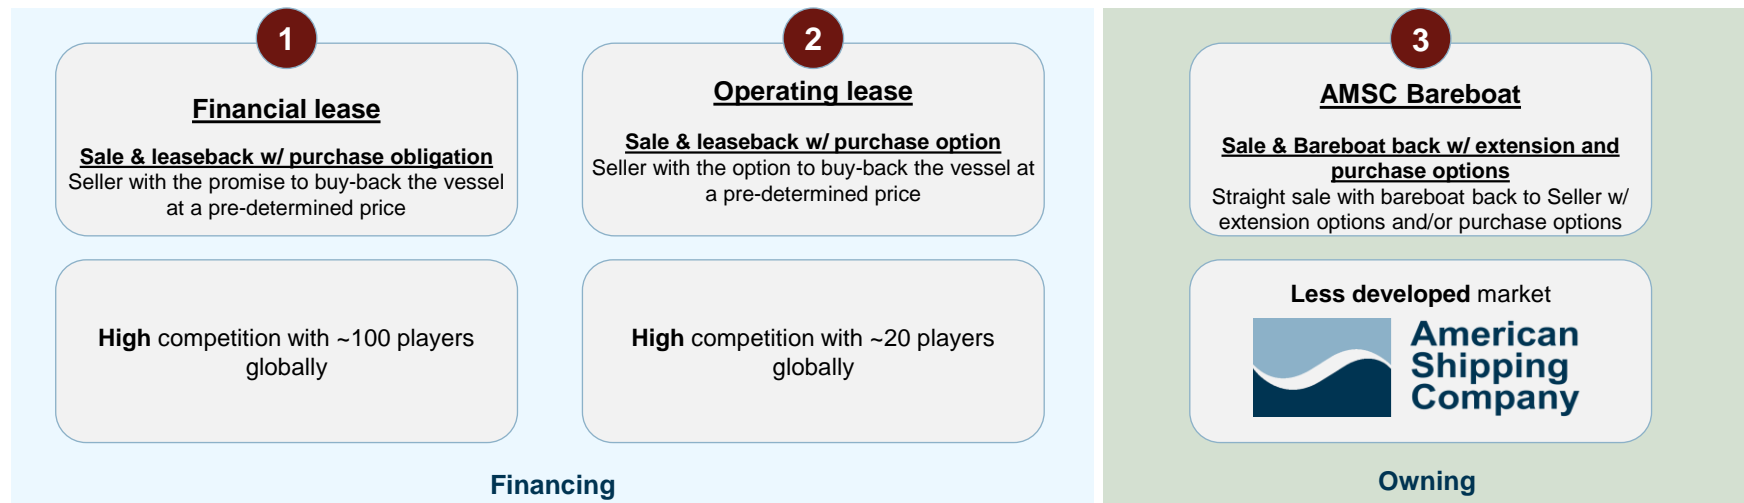 1
Financial lease
Sale & leaseback w/ purchase obligation
Seller with the promise to buy-back the vessel
at a pre-determined price
High competition with ~100 players
globally
2
Operating lease
Sale & leaseback w/ purchase option
Seller with the option to buy-back the vessel at
a pre-determined price
High competition with ~20 players
globally
Financing
3
AMSC Bareboat
Sale & Bareboat back w/ extension and
purchase options
Straight sale with bareboat back to Seller w/
extension options and/or purchase options
Less developed market
American
Shipping
Company
Owning